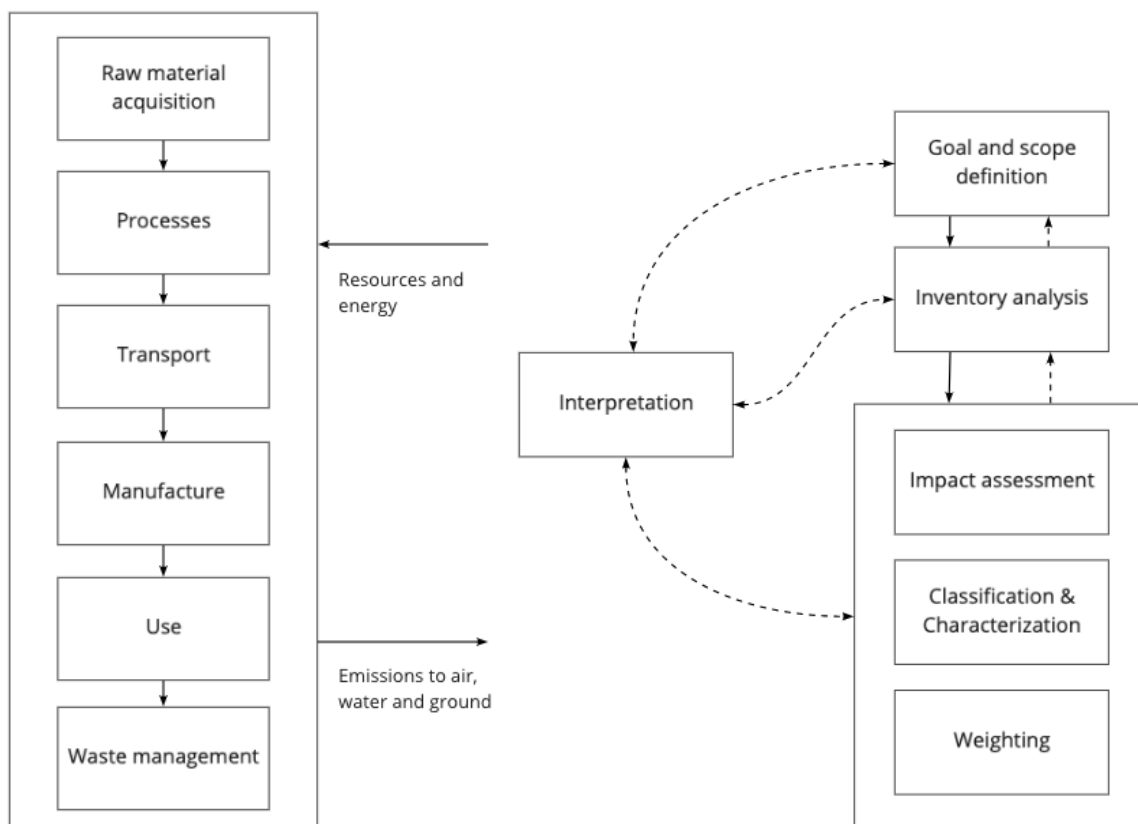 Raw material
acquisition
Processes
Transport
Manufacture
Use
Waste management
Resources and
energy
Emissions to air,
water and ground
Interpretation
Goal and scope
definition
Inventory analysis
Impact assessment
Classification &
Characterization
Weighting